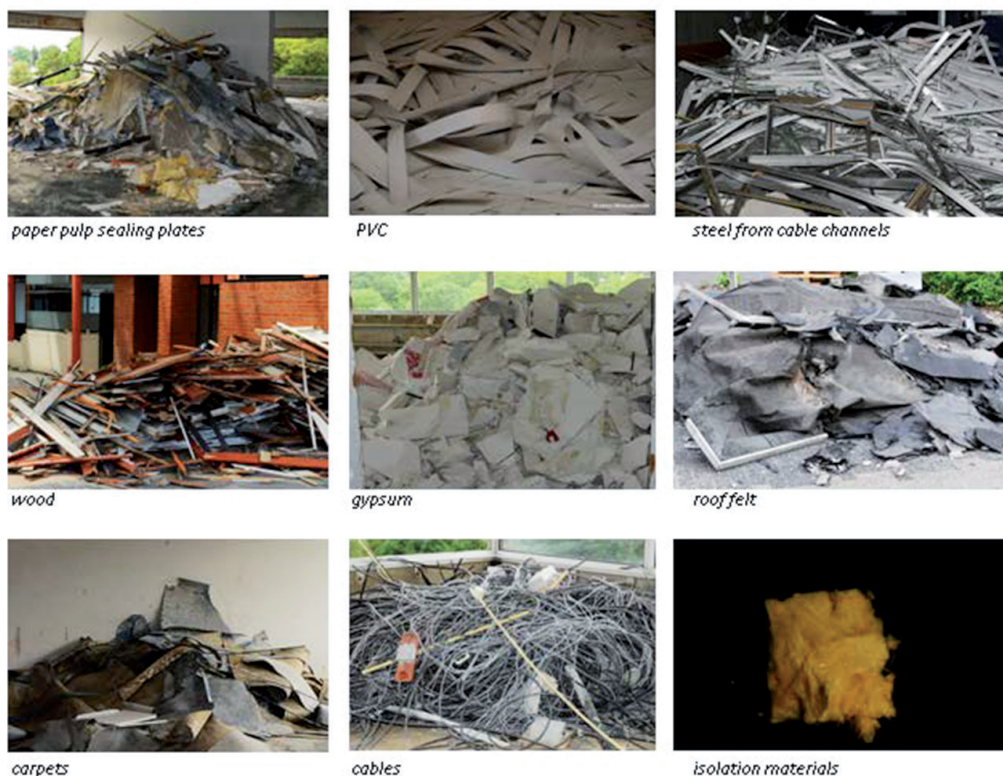 paper pulp sealing plates
PVC
steel from cable channels
wood
gypsum
roof felt
carpets
cables
isolation materials